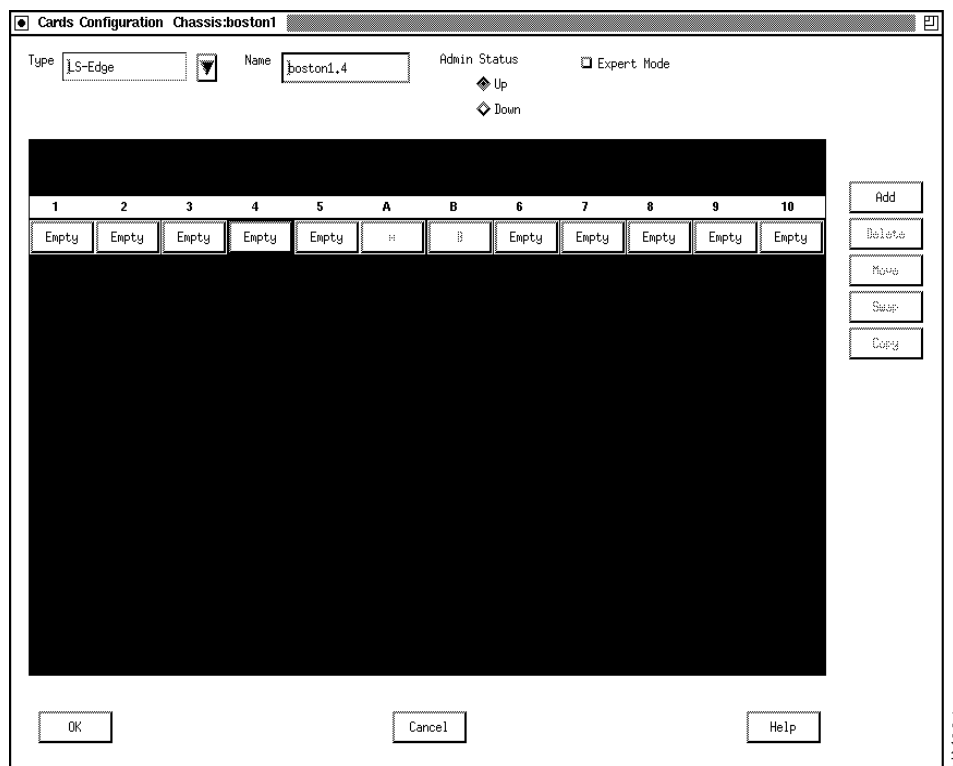 Cards Configuration Chassis:boston1
Type LS-Edge Name boston1.4 Admin Status Expert Mode
Up
Down
1 2 3 4 5 A B 6 7 8 9 10
Empty Empty Empty Empty Empty B Empty Empty Empty Empty Empty
Add
Delete
Move
Swap
Copy
OK Cancel Help